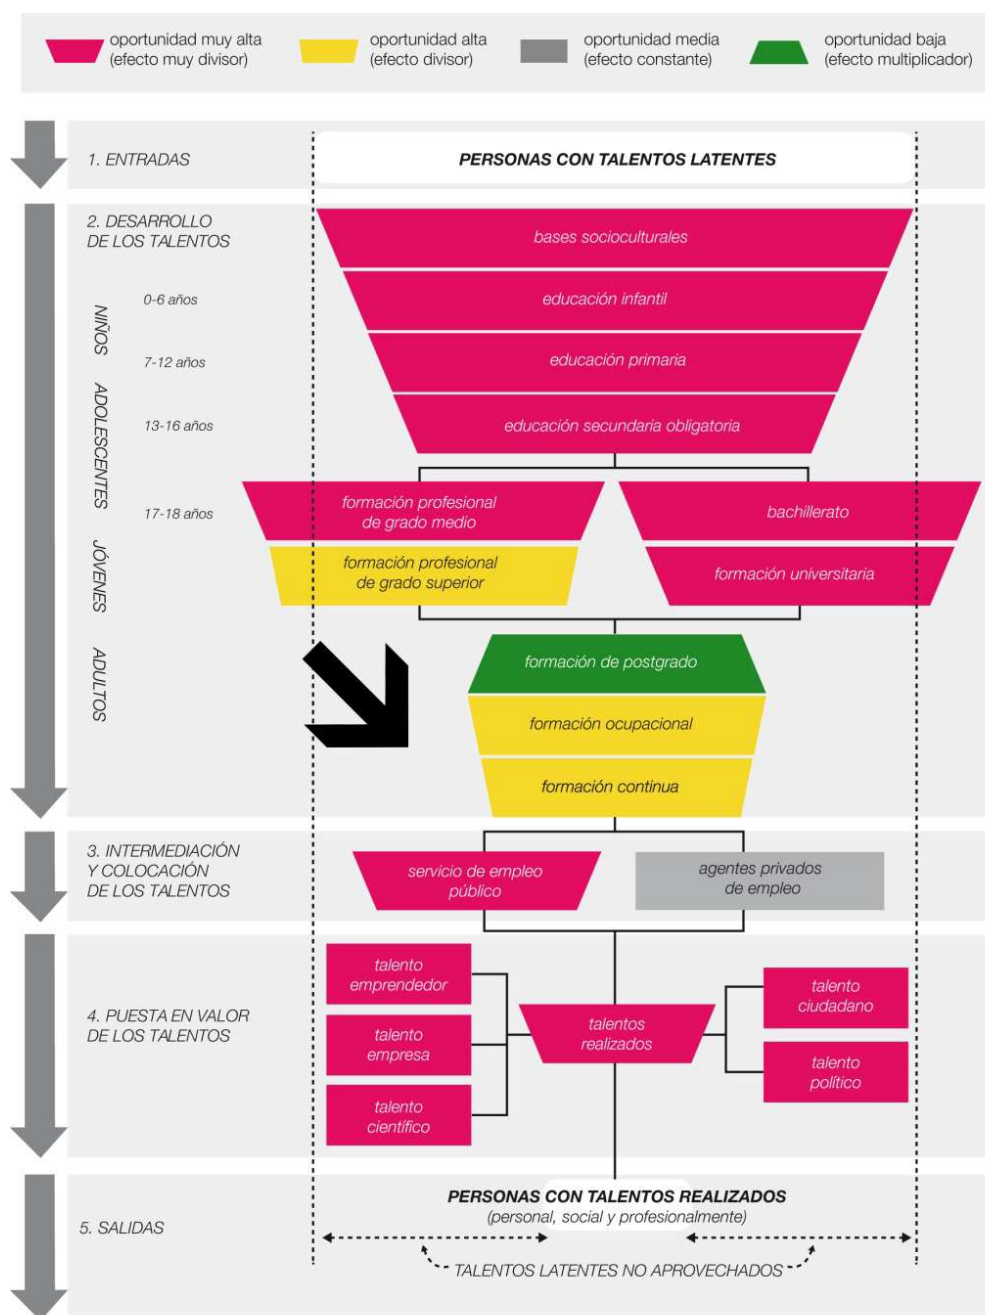 oportunidad muy alta
(efecto muy divisor)
oportunidad alta
(efecto divisor)
oportunidad media
(efecto constante)
oportunidad baja
(efecto multiplicador)
1. ENTRADAS
PERSONAS CON TALENTOS LATENTES
2. DESARROLLO
DE LOS TALENTOS
bases socioculturales
NIÑOS
0-6 años
educación infantil
7-12 años
educación primaria
ADOLESCENTES
13-16 años
educación secundaria obligatoria
17-18 años
formación profesional
de grado medio
bachillerato
JÓVENES
formación profesional
de grado superior
formación universitaria
ADULTOS
formación de postgrado
formación ocupacional
formación continua
3. INTERMEDIACIÓN
Y COLOCACIÓN
DE LOS TALENTOS
servicio de empleo
público
agentes privados
de empleo
4. PUESTA EN VALOR
DE LOS TALENTOS
talento
emprendedor
talento
empresa
talento
científico
talentos
realizados
talento
ciudadano
talento
político
5. SALIDAS
PERSONAS CON TALENTOS REALIZADOS
(personal, social y profesionalmente)
TALENTOS LATENTES NO APROVECHADOS